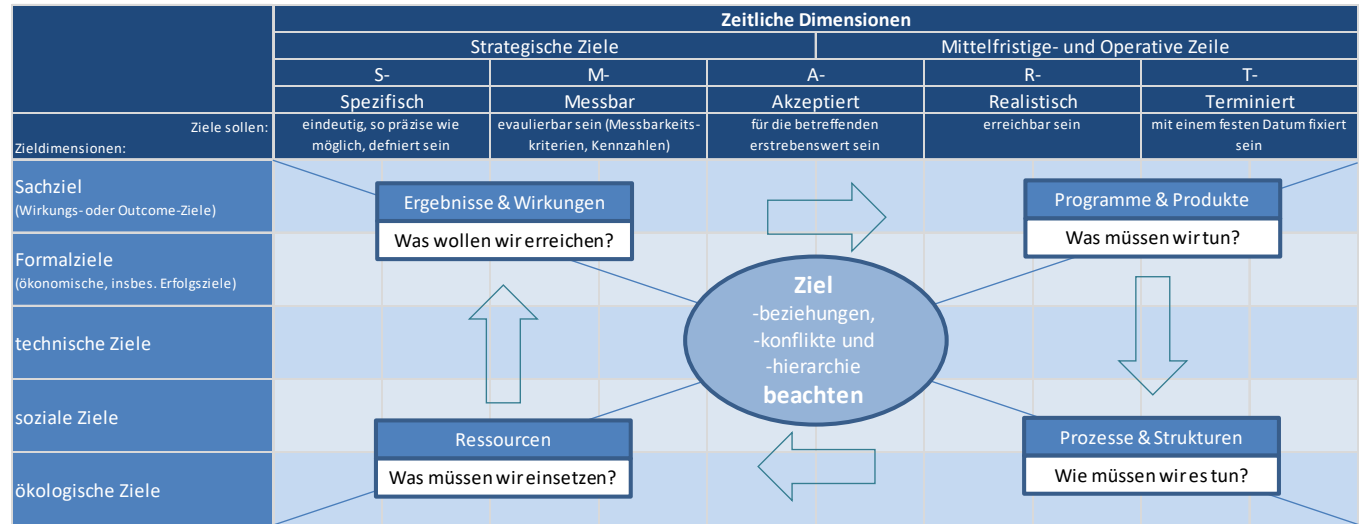 Zeitliche Dimensionen
Strategische Ziele
Mittelfristige- und Operative Zeile
S-
M-
A-
R-
T-
Spezifisch
Messbar
Akzeptiert
Realistisch
Terminiert
Ziele sollen:
Zieldimensionen:
eindeutig, so präzise wie
möglich, defniert sein
evaulierbar sein (Messbarkeits-
kriterien, Kennzahlen)
für die betreffenden
erstrebenswert sein
erreichbar sein
mit einem festen Datum fixiert
sein
Sachziel
(Wirkungs- oder Outcome-Ziele)
Formalziele
(ökonomische, insbes. Erfolgsziele)
technische Ziele
soziale Ziele
ökologische Ziele
Ergebnisse & Wirkungen
Was wollen wir erreichen?
Programme & Produkte
Was müssen wir tun?
Ziel
-beziehungen,
-konflikte und
-hierarchie
beachten
Ressourcen
Was müssen wir einsetzen?
Prozesse & Strukturen
Wie müssen wir es tun?